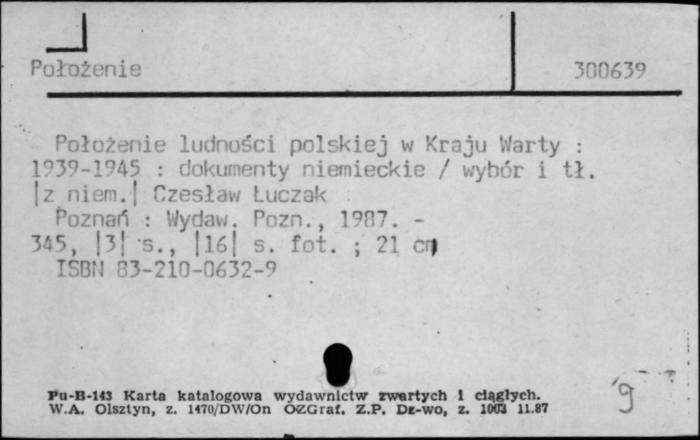 Położenie
300639
Położenie ludności polskiej w Kraju Warty :
1939-1945 : dokumenty niemieckie / wybór i tł.
|z niem.| Czesław Łuczak
Poznań : Wydaw. Pozn., 1987. -
345, |3| s., |16| s. fot. ; 21 cm
ISBN 83-210-0632-9
Pu-B-143 Karta katalogowa wydawnictw zwartych i ciągłych.
W.A. Olsztyn, z. 1470/DW/On OZGraf. Z.P. Dz-wo, z. 11.87